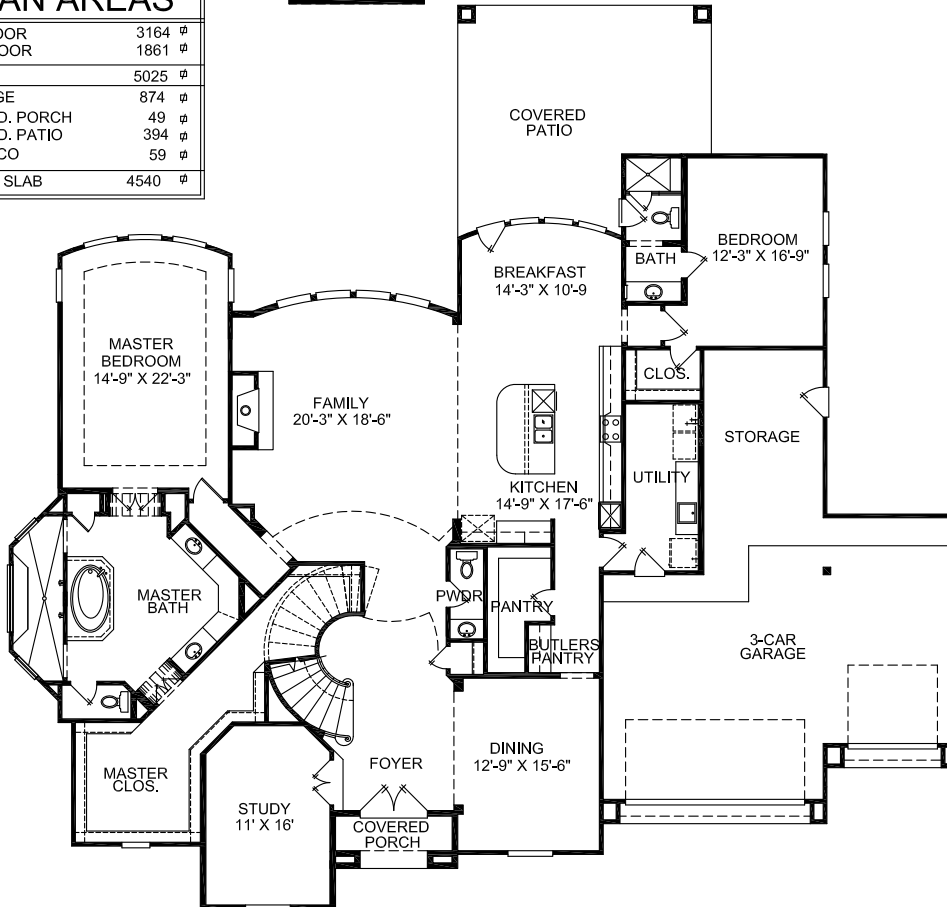 AN AREAS
OOR 3164
OOR 1861
5025
GE 874
D. PORCH 49
D. PATIO 394
CO 59
SLAB 4540
COVERED
PATIO
BEDROOM
12'-3" X 16'-9"
BATH
BREAKFAST
14'-3" X 10'-9
MASTER
BEDROOM
14'-9" X 22'-3"
FAMILY
20'-3" X 18'-6"
CLOS.
STORAGE
UTILITY
KITCHEN
14'-9" X 17'-6"
MASTER
BATH
PWDR
PANTRY
BUTLERS
PANTRY
3-CAR
GARAGE
MASTER
CLOS.
FOYER
DINING
12'-9" X 15'-6"
STUDY
11' X 16'
COVERED
PORCH